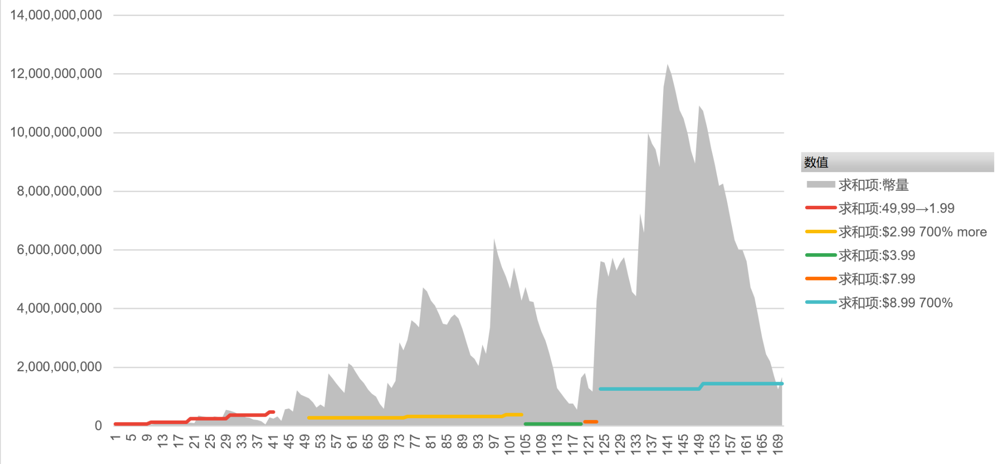 14,000,000,000
12,000,000,000
10,000,000,000
8,000,000,000
6,000,000,000
4,000,000,000
2,000,000,000
0
1 5 9 13 17 21 25 29 33 37 41 45 49 53 57 61 65 69 73 77 81 85 89 93 97 101 105 109 113 117 121 125 129 133 137 141 145 149 153 157 161 165 169
数值
求和项:幣量
求和项:49,99→1.99
求和项:$2.99 700% more
求和项:$3.99
求和项:$7.99
求和项:$8.99 700%